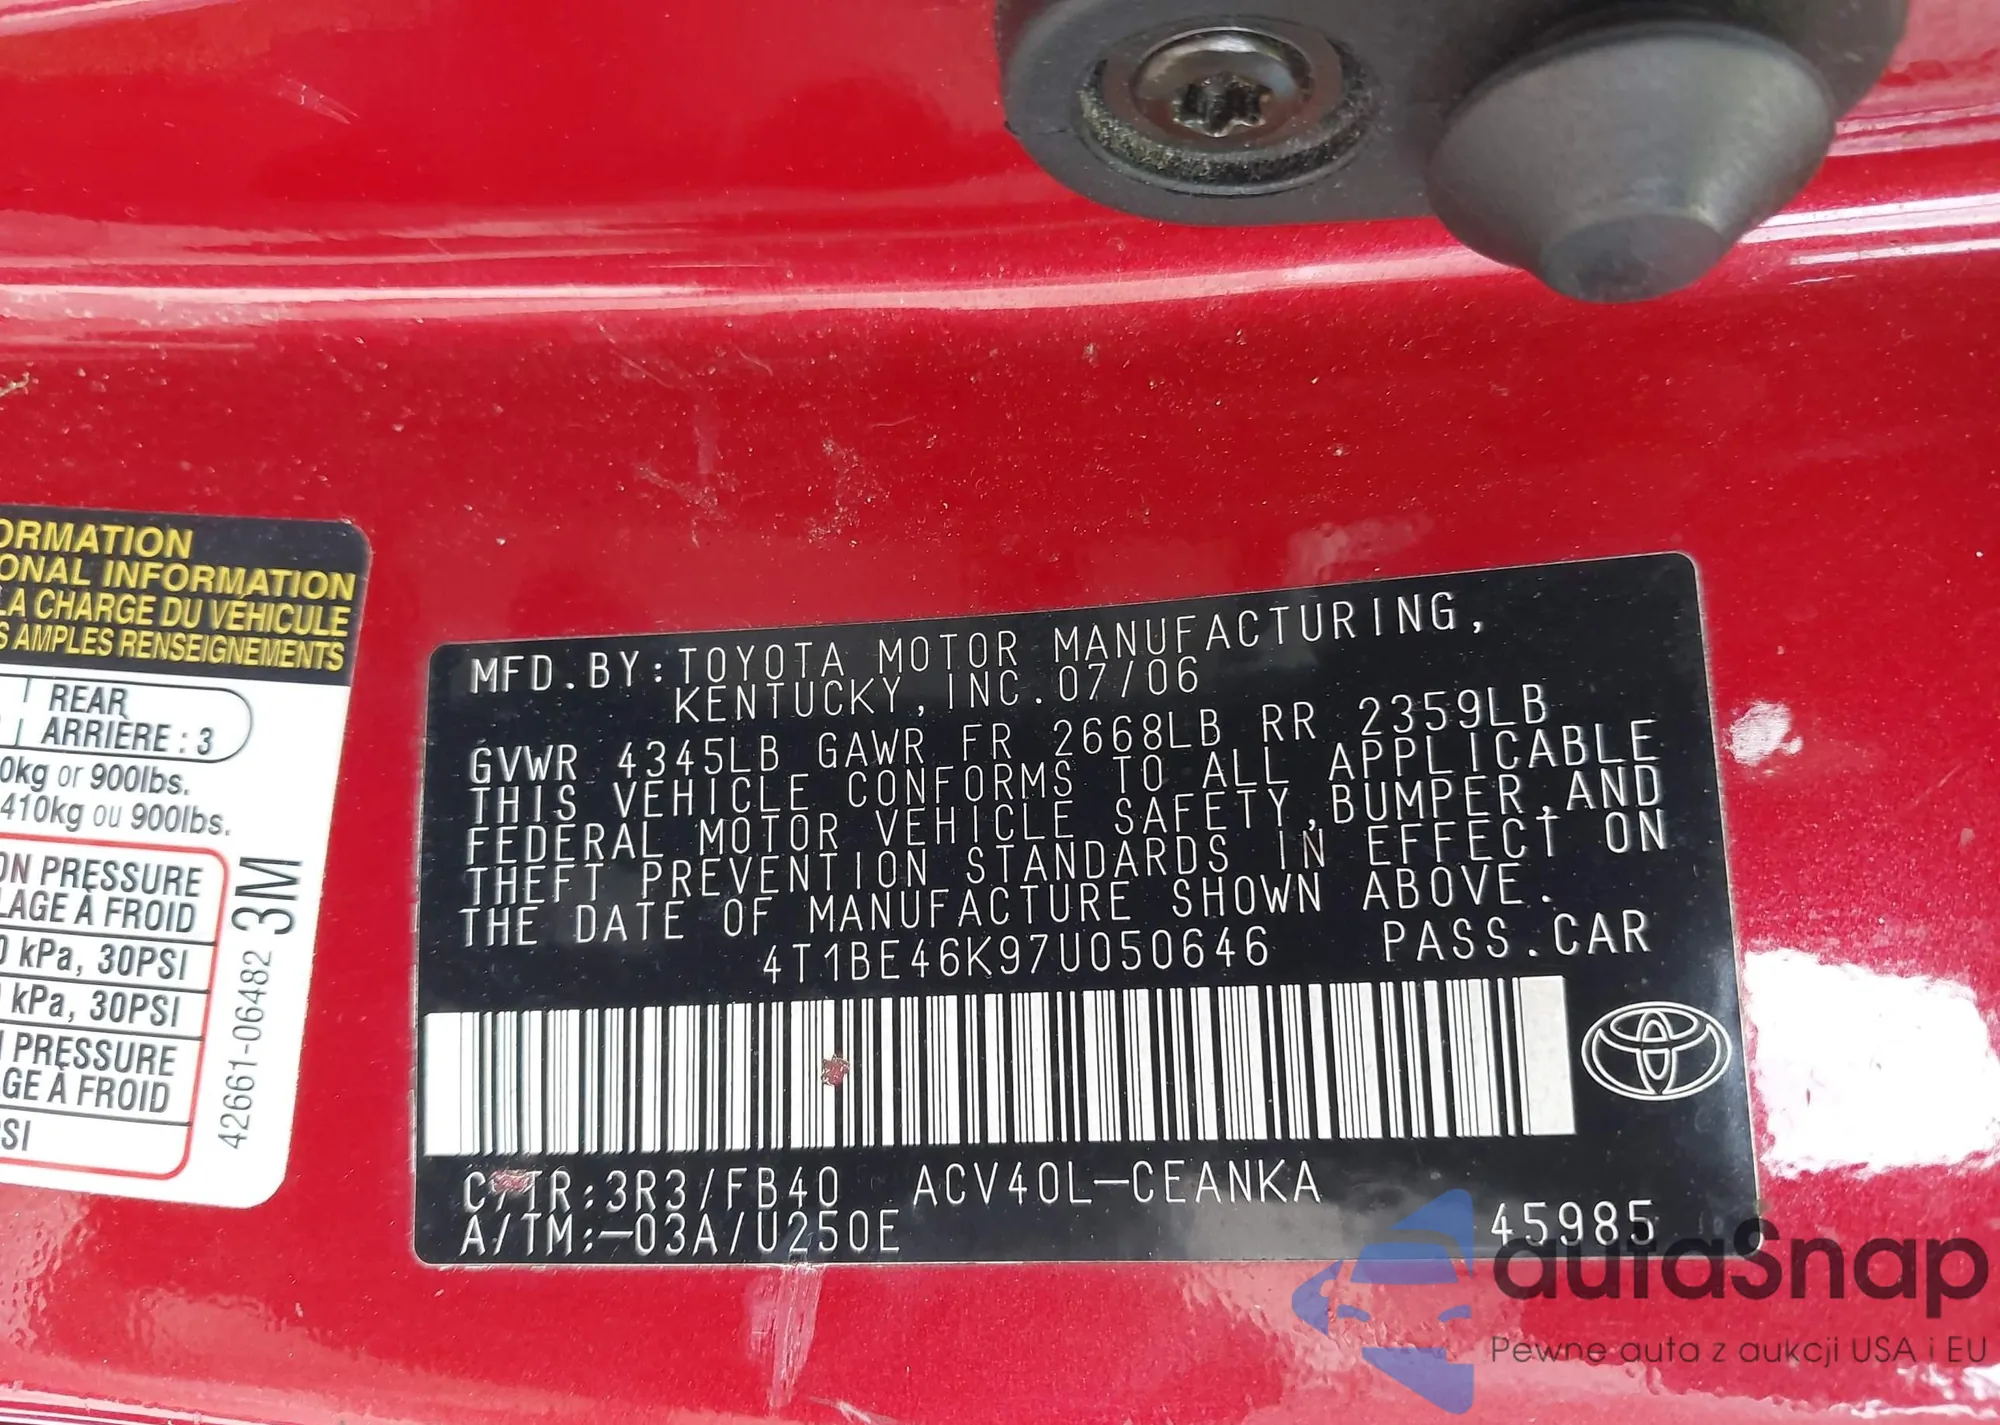 ORMATION
ONAL INFORMATION
LA CHARGE DU VÉHICULE
S AMPLES RENSEIGNEMENTS
REAR
ARRIÈRE : 3
0kg or 900lbs.
410kg ou 900lbs.
ON PRESSURE
LAGE À FROID
0 kPa, 30PSI
kPa, 30PSI
PRESSURE
GE À FROID
SI
42661-06482 3M
MFD.BY:TOYOTA MOTOR MANUFACTURING,
KENTUCKY,INC.07/06
GVWR 4345LB GAWR FR 2668LB RR 2359LB
THIS VEHICLE CONFORMS TO ALL APPLICABLE
FEDERAL MOTOR VEHICLE SAFETY,BUMPER,AND
THEFT PREVENTION STANDARDS IN EFFECT ON
THE DATE OF MANUFACTURE SHOWN ABOVE.
4T1BE46K97U050646 PASS.CAR
C/TR:3R3/FB40 ACV40L-CEANKA
A/TM:-03A/U250E 45985
autaSnap
Pewne auta z aukcji USA i EU